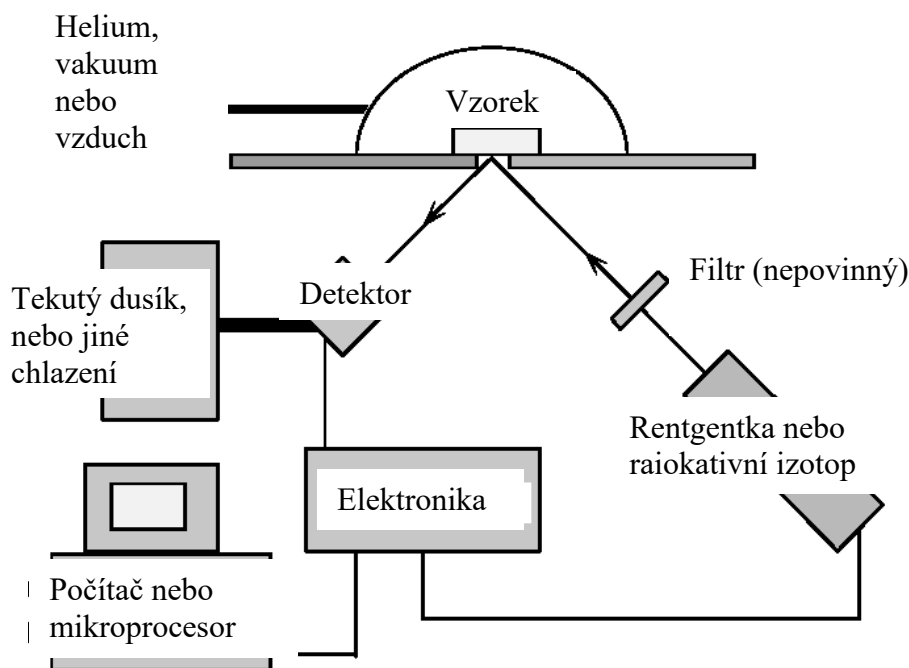 Helium,
vakuum
nebo
vzduch
Vzorek
Filtr (nepovinný)
Tekutý dusík,
nebo jiné
chlazení
Detektor
Rentgentka nebo
raiokativní izotop
Elektronika
Počítač nebo
mikroprocesor